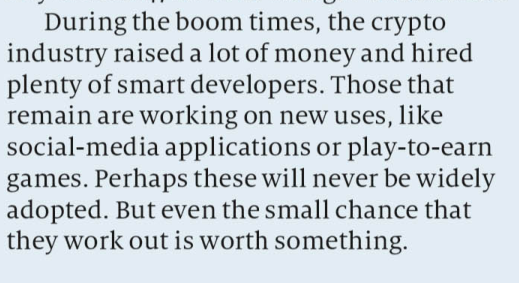 During the boom times, the crypto
industry raised a lot of money and hired
plenty of smart developers. Those that
remain are working on new uses, like
social-media applications or play-to-earn
games. Perhaps these will never be widely
adopted. But even the small chance that
they work out is worth something.